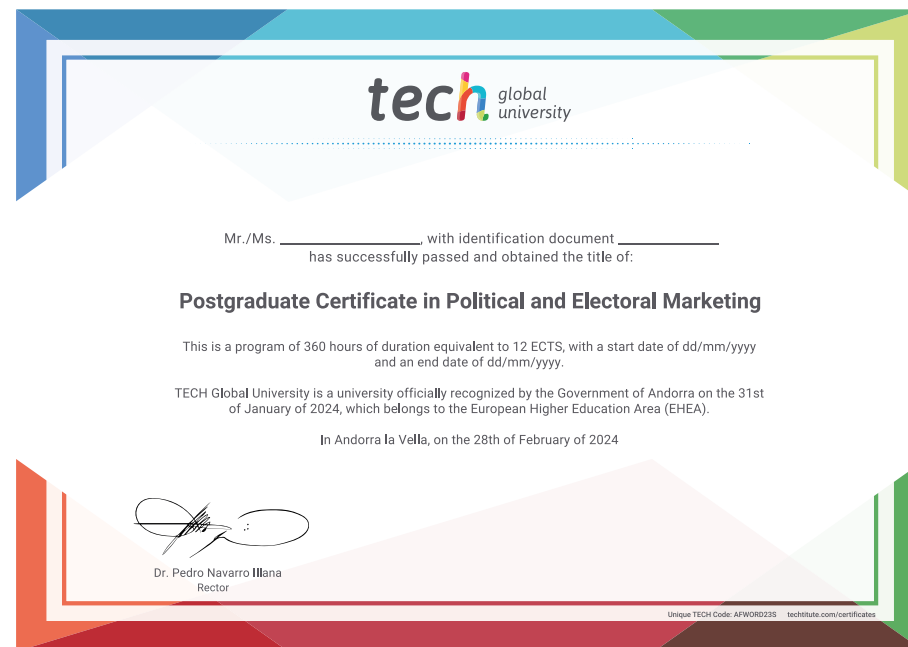 tech global
university
Mr./Ms. ____________________, with identification document ______________
has successfully passed and obtained the title of:
Postgraduate Certificate in Political and Electoral Marketing
This is a program of 360 hours of duration equivalent to 12 ECTS, with a start date of dd/mm/yyyy
and an end date of dd/mm/yyyy.
TECH Global University is a university officially recognized by the Government of Andorra on the 31st
of January of 2024, which belongs to the European Higher Education Area (EHEA).
In Andorra la Vella, on the 28th of February of 2024
Dr. Pedro Navarro Illana
Rector
Unique TECH Code: AFWORD23S techtitute.com/certificates